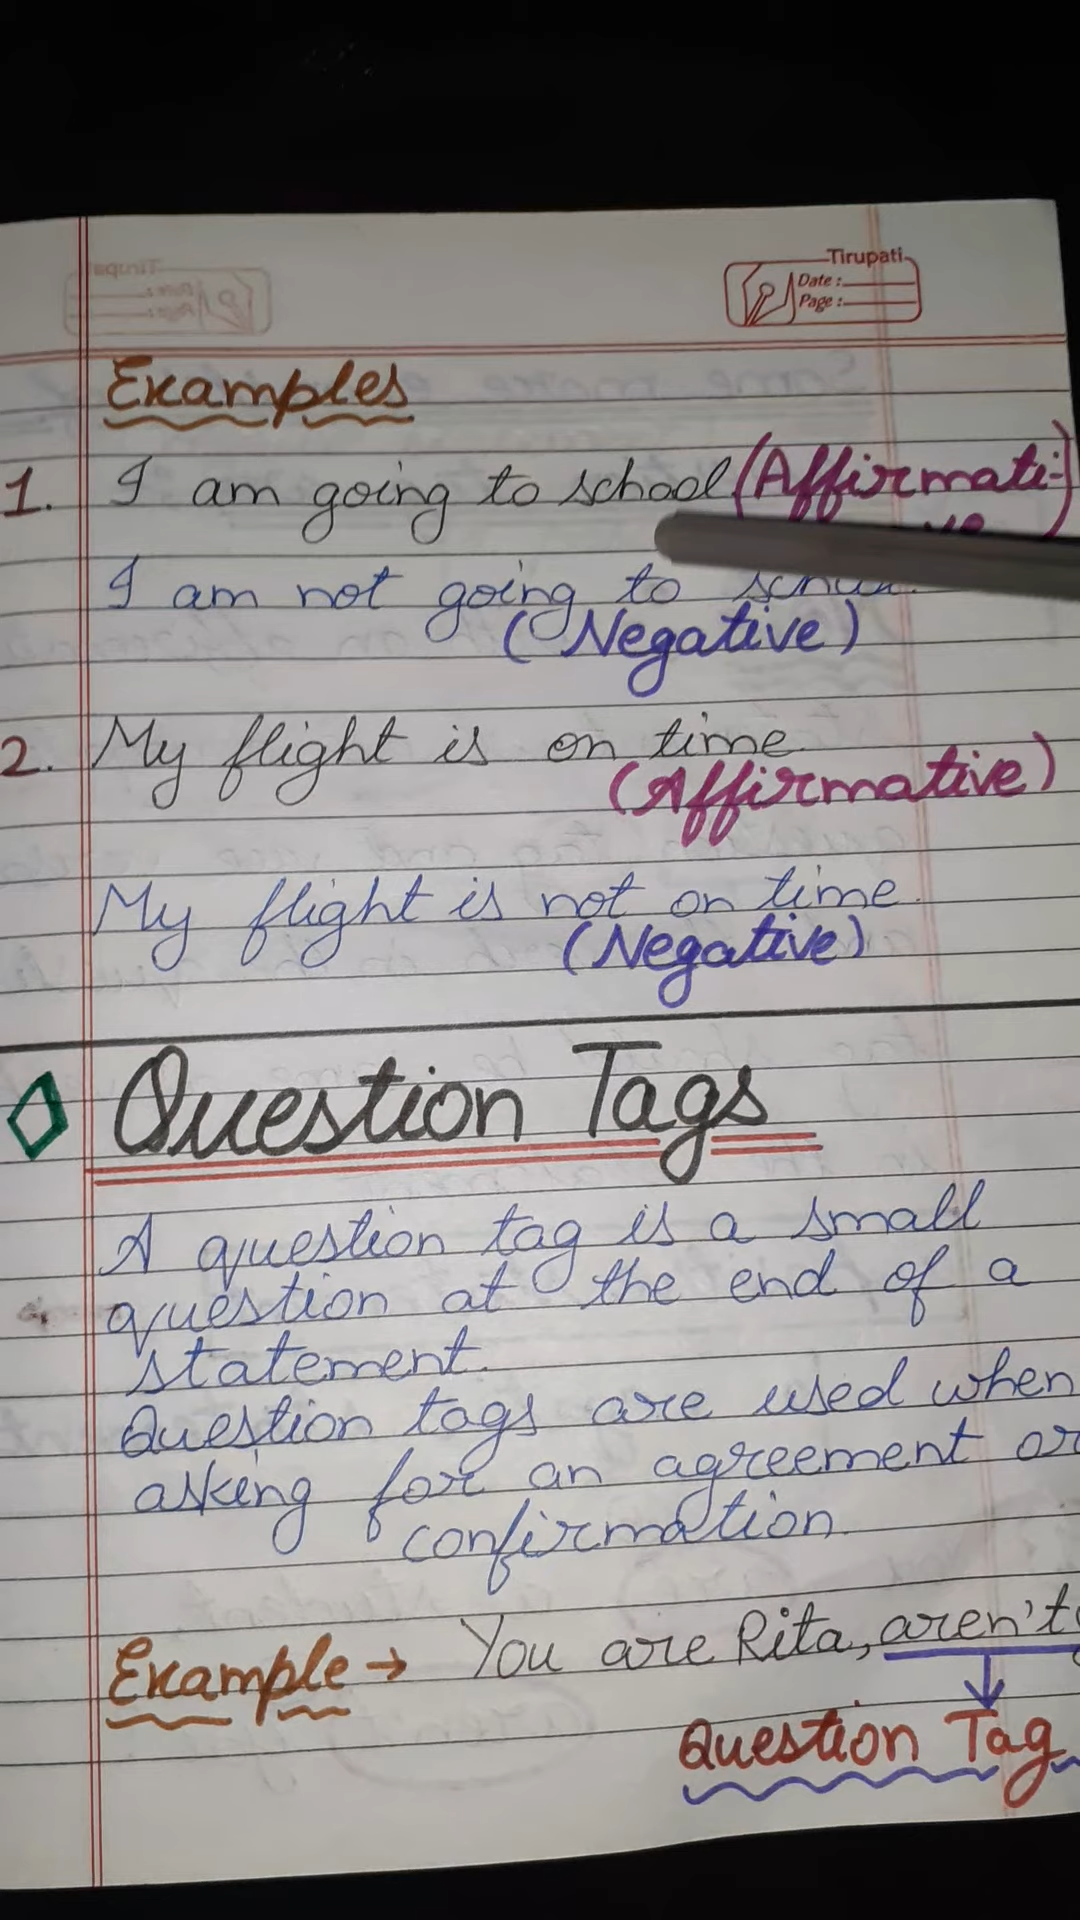 Tirupati
Date :
Page :
Examples
1. I am going to school (Affirmati-
I am not going to
(Negative)
2. My flight is on time.
(Affirmative)
My flight is not on time.
(Negative)
Question Tags
A question tag is a small
question at the end of a
statement.
Question tags are used when
asking for an agreement or
confirmation.
Example → You are Rita, aren't
Question Tag